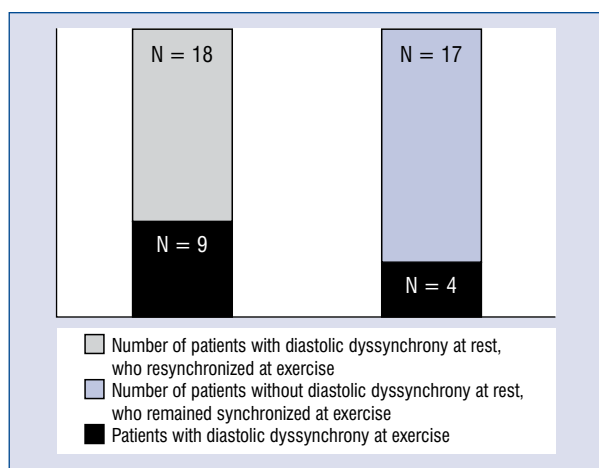 N = 18
N = 17
N = 9
N = 4
Number of patients with diastolic dyssynchrony at rest,
who resynchronized at exercise
Number of patients without diastolic dyssynchrony at rest,
who remained synchronized at exercise
Patients with diastolic dyssynchrony at exercise